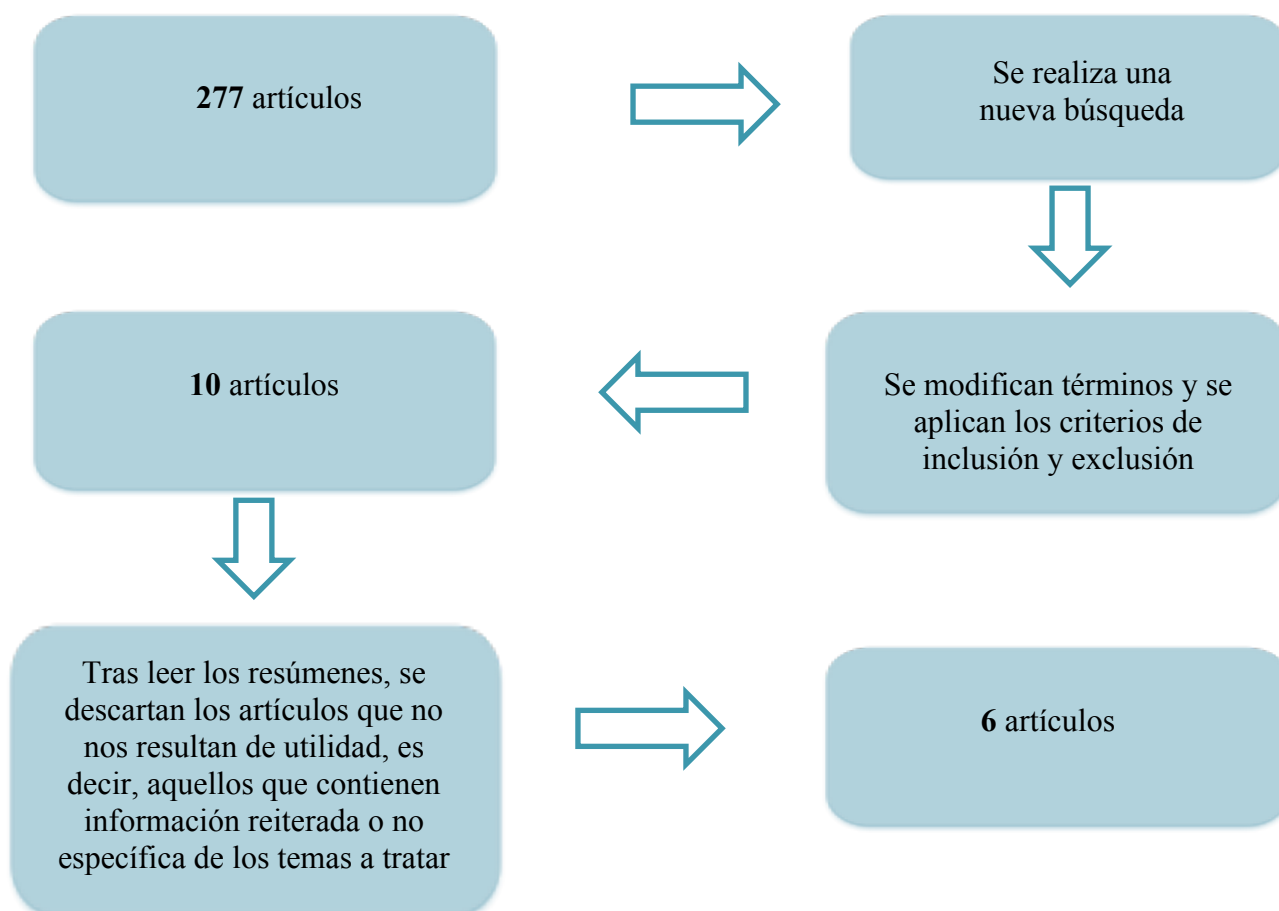 277 artículos
Se realiza una
nueva búsqueda
Se modifican términos y se
aplican los criterios de
inclusión y exclusión
10 artículos
Tras leer los resúmenes, se
descartan los artículos que no
nos resultan de utilidad, es
decir, aquellos que contienen
información reiterada o no
específica de los temas a tratar
6 artículos